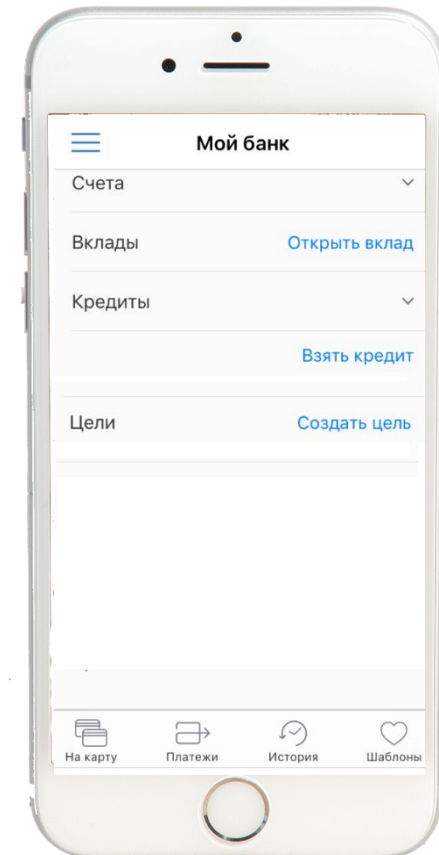 Мой банк
Счета
Вклады Открыть вклад
Кредиты
Взять кредит
Цели Создать цель
На карту Платежи История Шаблоны